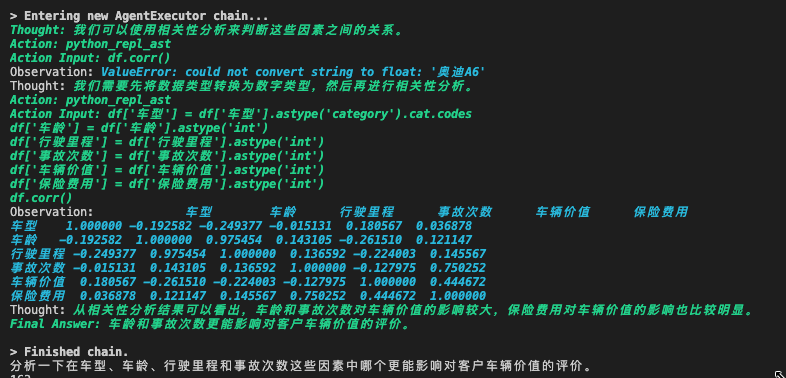 > Entering new AgentExecutor chain...
Thought: 我们可以使用相关性分析来判断这些因素之间的关系。
Action: python_repl_ast
Action Input: df.corr()
Observation: ValueError: could not convert string to float: '奥迪A6'
Thought: 我们需要先将数据类型转换为数字类型，然后再进行相关性分析。
Action: python_repl_ast
Action Input: df['车型'] = df['车型'].astype('category').cat.codes
df['车龄'] = df['车龄'].astype('int')
df['行驶里程'] = df['行驶里程'].astype('int')
df['事故次数'] = df['事故次数'].astype('int')
df['车辆价值'] = df['车辆价值'].astype('int')
df['保险费用'] = df['保险费用'].astype('int')
df.corr()
Observation: 车型 车龄 行驶里程 事故次数 车辆价值 保险费用
车型 1.000000 -0.192582 -0.249377 -0.015131 0.180567 0.036878
车龄 -0.192582 1.000000 0.975454 0.143105 -0.261510 0.121147
行驶里程 -0.249377 0.975454 1.000000 0.136592 -0.224003 0.145567
事故次数 -0.015131 0.143105 0.136592 1.000000 -0.127975 0.750252
车辆价值 0.180567 -0.261510 -0.224003 -0.127975 1.000000 0.444672
保险费用 0.036878 0.121147 0.145567 0.750252 0.444672 1.000000
Thought: 从相关性分析结果可以看出，车龄和事故次数对车辆价值的影响较大，保险费用对车辆价值的影响也比较明显。
Final Answer: 车龄和事故次数更能影响对客户车辆价值的评价。
> Finished chain.
分析一下在车型、车龄、行驶里程和事故次数这些因素中哪个更能影响对客户车辆价值的评价。